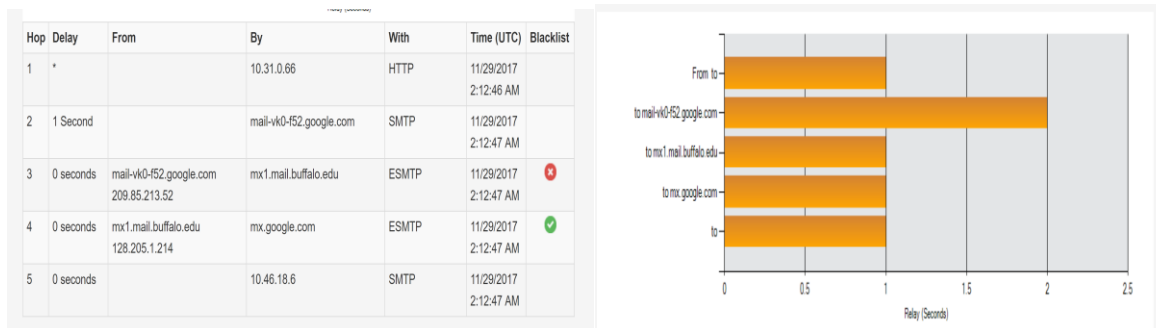 Relay (Seconds)
Hop Delay From By With Time (UTC) Blacklist
1 * 10.31.0.66 HTTP 11/29/2017
2:12:46 AM
2 1 Second mail-vk0-f52.google.com SMTP 11/29/2017
2:12:47 AM
3 0 seconds mail-vk0-f52.google.com mx1.mail.buffalo.edu ESMTP 11/29/2017
209.85.213.52 2:12:47 AM
4 0 seconds mx1.mail.buffalo.edu mx.google.com ESMTP 11/29/2017
128.205.1.214 2:12:47 AM
5 0 seconds 10.46.18.6 SMTP 11/29/2017
2:12:47 AM
From to
to mail-vk0-f52.google.com
to mx1.mail.buffalo.edu
to mx.google.com
to
0 0.5 1 1.5 2 2.5
Relay (Seconds)